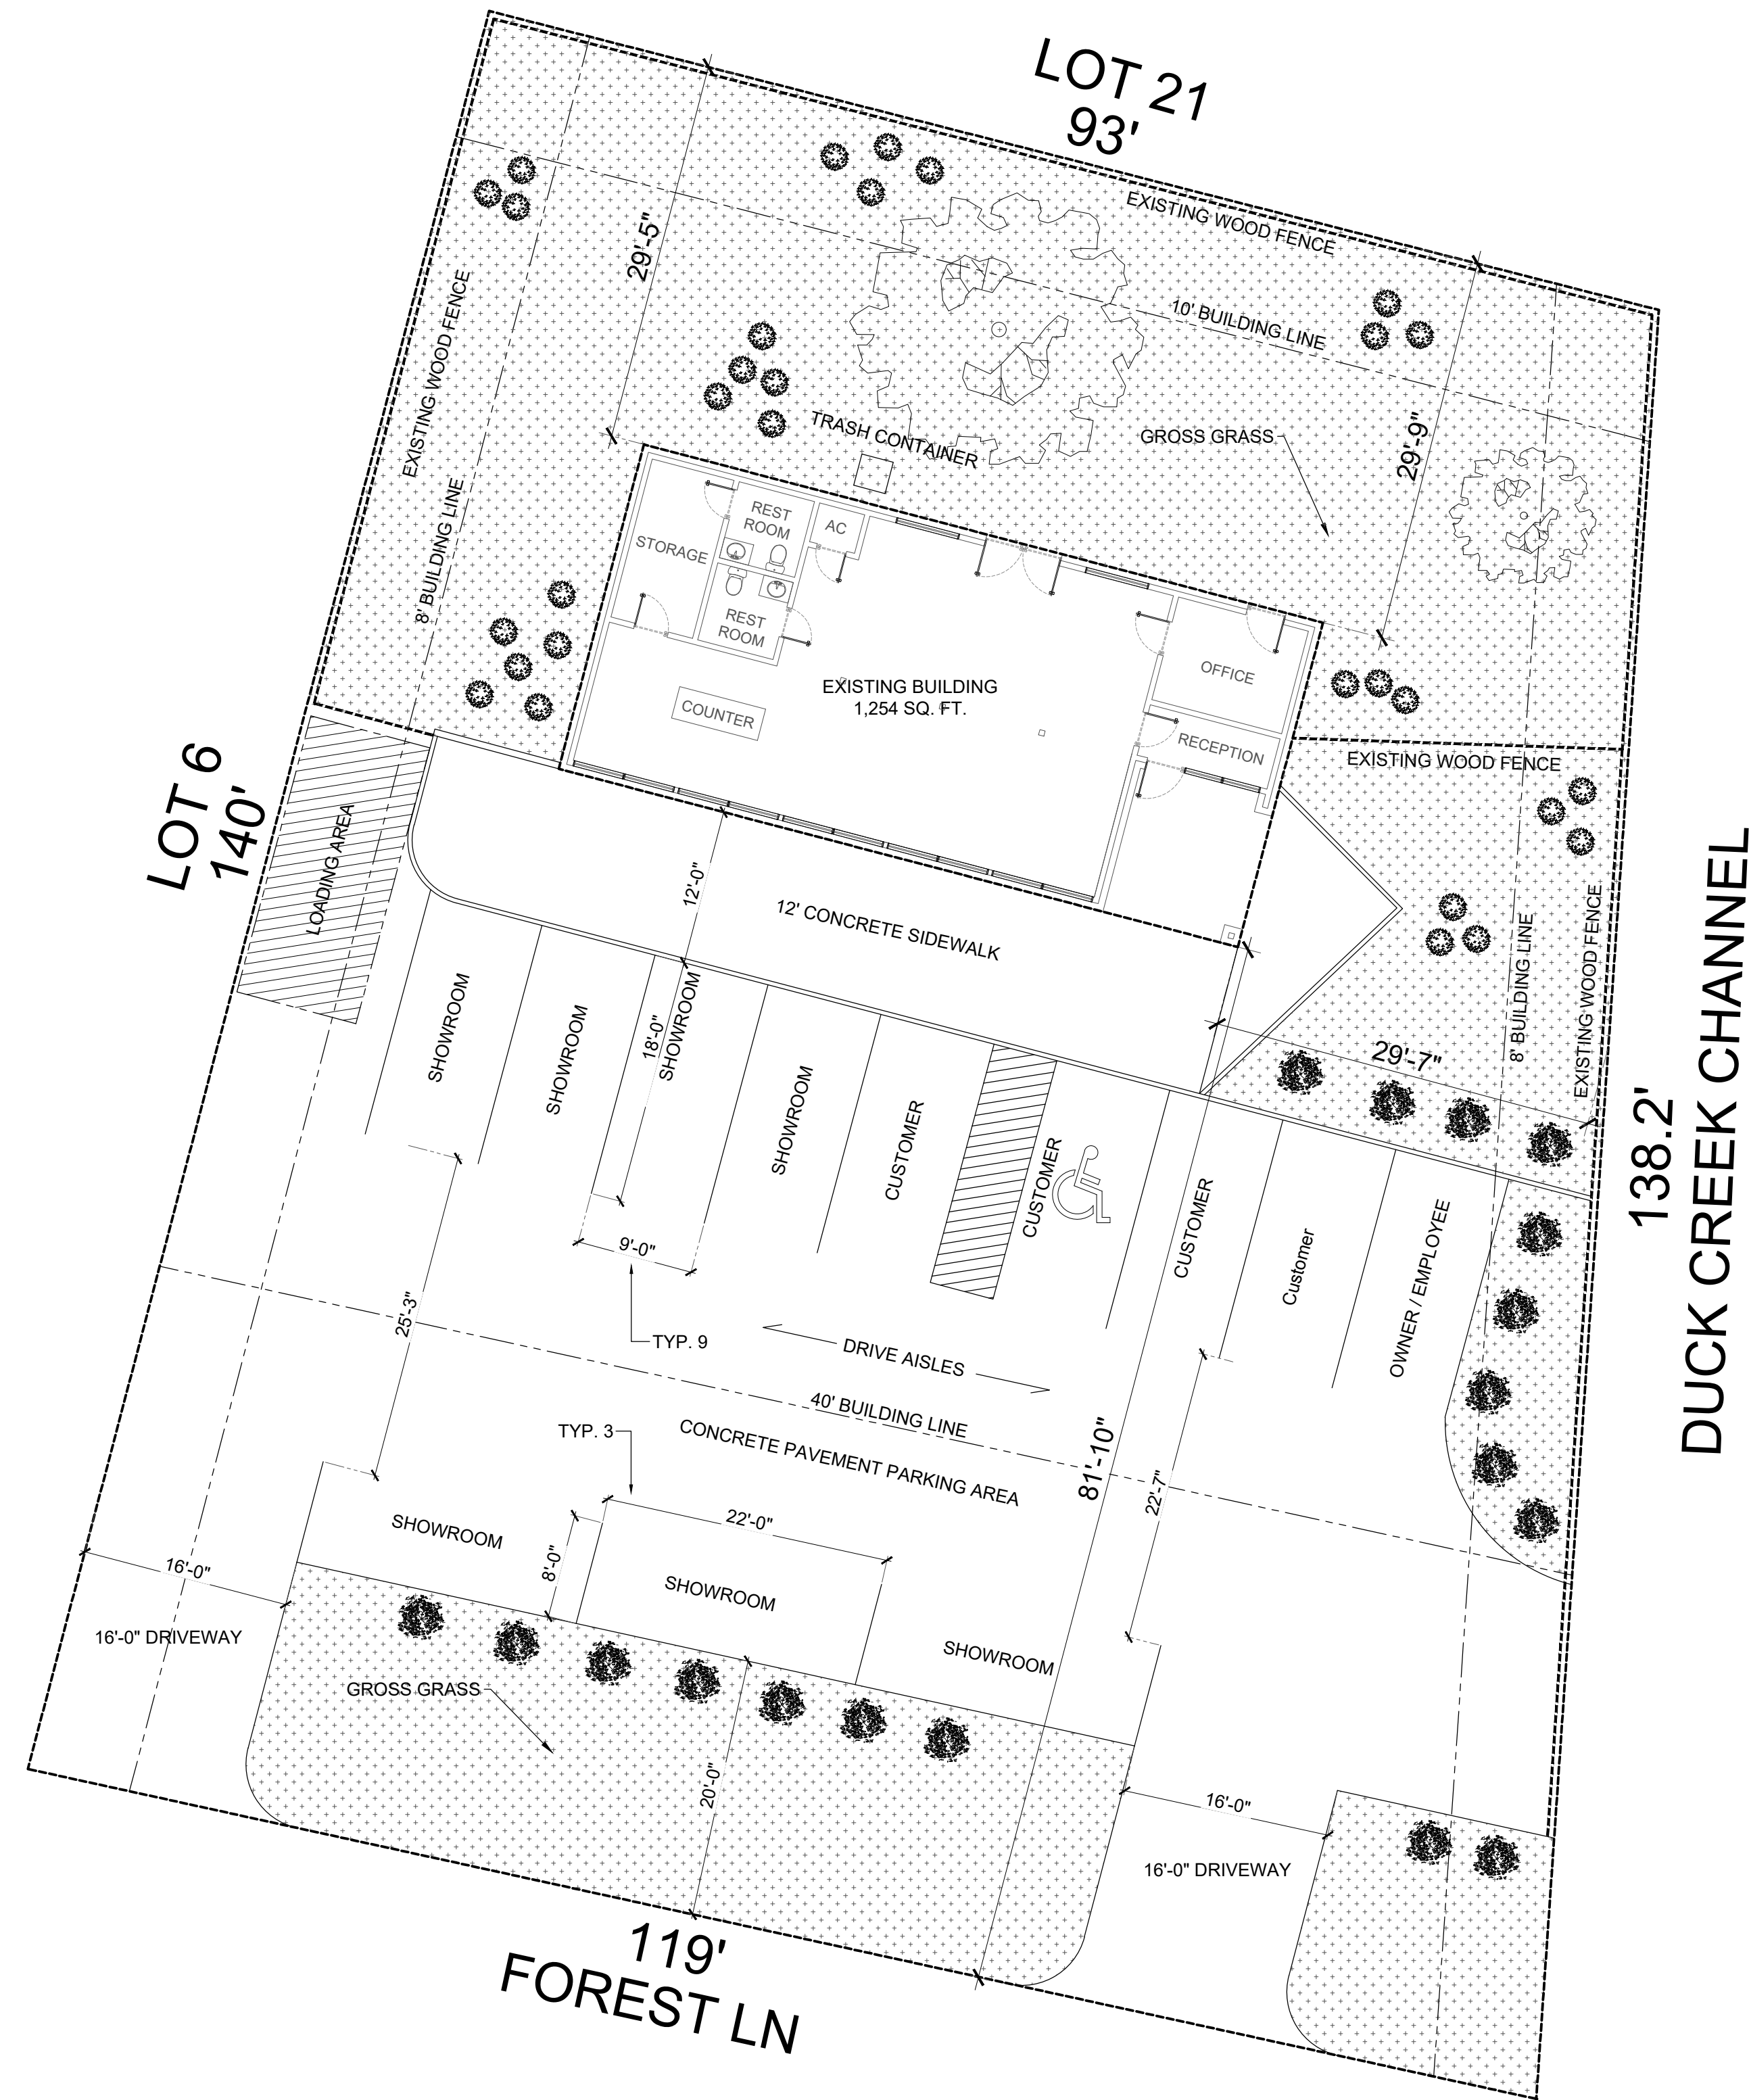 LOT 21
93'
EXISTING WOOD FENCE
29'-5"
10' BUILDING LINE
EXISTING WOOD FENCE
TRASH CONTAINER
GROSS GRASS
29'-9"
8' BUILDING LINE
REST
ROOM
AC
STORAGE
REST
ROOM
OFFICE
EXISTING BUILDING
1,254 SQ. FT.
COUNTER
RECEPTION
EXISTING WOOD FENCE
LOT 6
140'
LOADING AREA
12'-0"
12' CONCRETE SIDEWALK
8' BUILDING LINE
EXISTING WOOD FENCE
138.2'
DUCK CREEK CHANNEL
29'-7"
SHOWROOM
SHOWROOM
18'-0"
SHOWROOM
SHOWROOM
CUSTOMER
CUSTOMER
CUSTOMER
Customer
OWNER / EMPLOYEE
9'-0"
TYP. 9
25'-3"
DRIVE AISLES
40' BUILDING LINE
CONCRETE PAVEMENT PARKING AREA
TYP. 3
81'-10"
22'-7"
22'-0"
SHOWROOM
8'-0"
SHOWROOM
SHOWROOM
16'-0"
16'-0" DRIVEWAY
GROSS GRASS
20'-0"
16'-0"
16'-0" DRIVEWAY
119'
FOREST LN